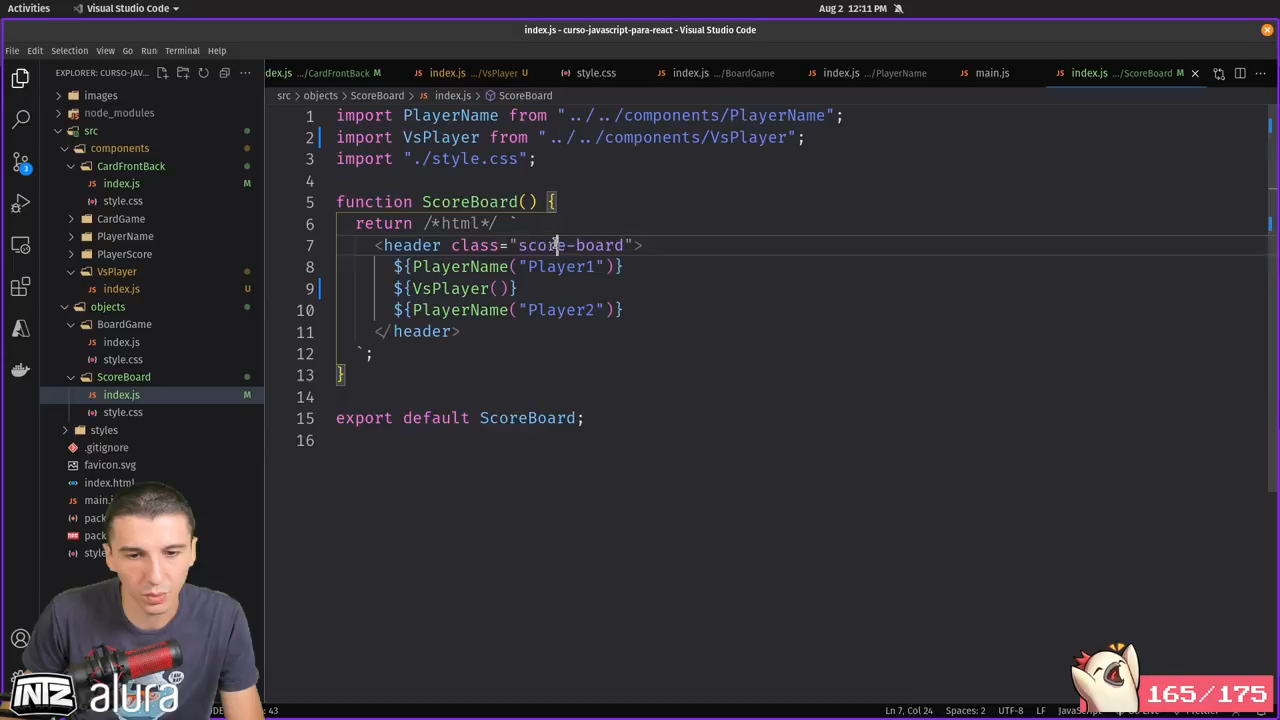 Activities
Visual Studio Code
Aug 2 12:11 PM
index.js - curso-javascript-para-react - Visual Studio Code
File Edit Selection View Go Run Terminal Help
EXPLORER: CURSO-JAV...
dex.js .../CardFrontBack M
index.js .../VsPlayer U
style.css
index.js .../BoardGame
index.js .../PlayerName
main.js
index.js .../ScoreBoard M
src > objects > ScoreBoard > index.js > ScoreBoard
images
node_modules
src
components
CardFrontBack
index.js M
style.css
CardGame
PlayerName
PlayerScore
VsPlayer
index.js U
objects
BoardGame
index.js
style.css
ScoreBoard
index.js M
style.css
styles
.gitignore
favicon.svg
index.html
main.j
pack
pack
style
1 import PlayerName from "../../components/PlayerName";
2 import VsPlayer from "../../components/VsPlayer";
3 import "./style.css";
4
5 function ScoreBoard() {
6 return /*html*/ `
7 <header class="score-board">
8 ${PlayerName("Player1")}
9 ${VsPlayer()}
10 ${PlayerName("Player2")}
11 </header>
12 `;
13 }
14
15 export default ScoreBoard;
16
3
INTZ alura
165/175
Ln 7, Col 24 Spaces: 2 UTF-8 LF